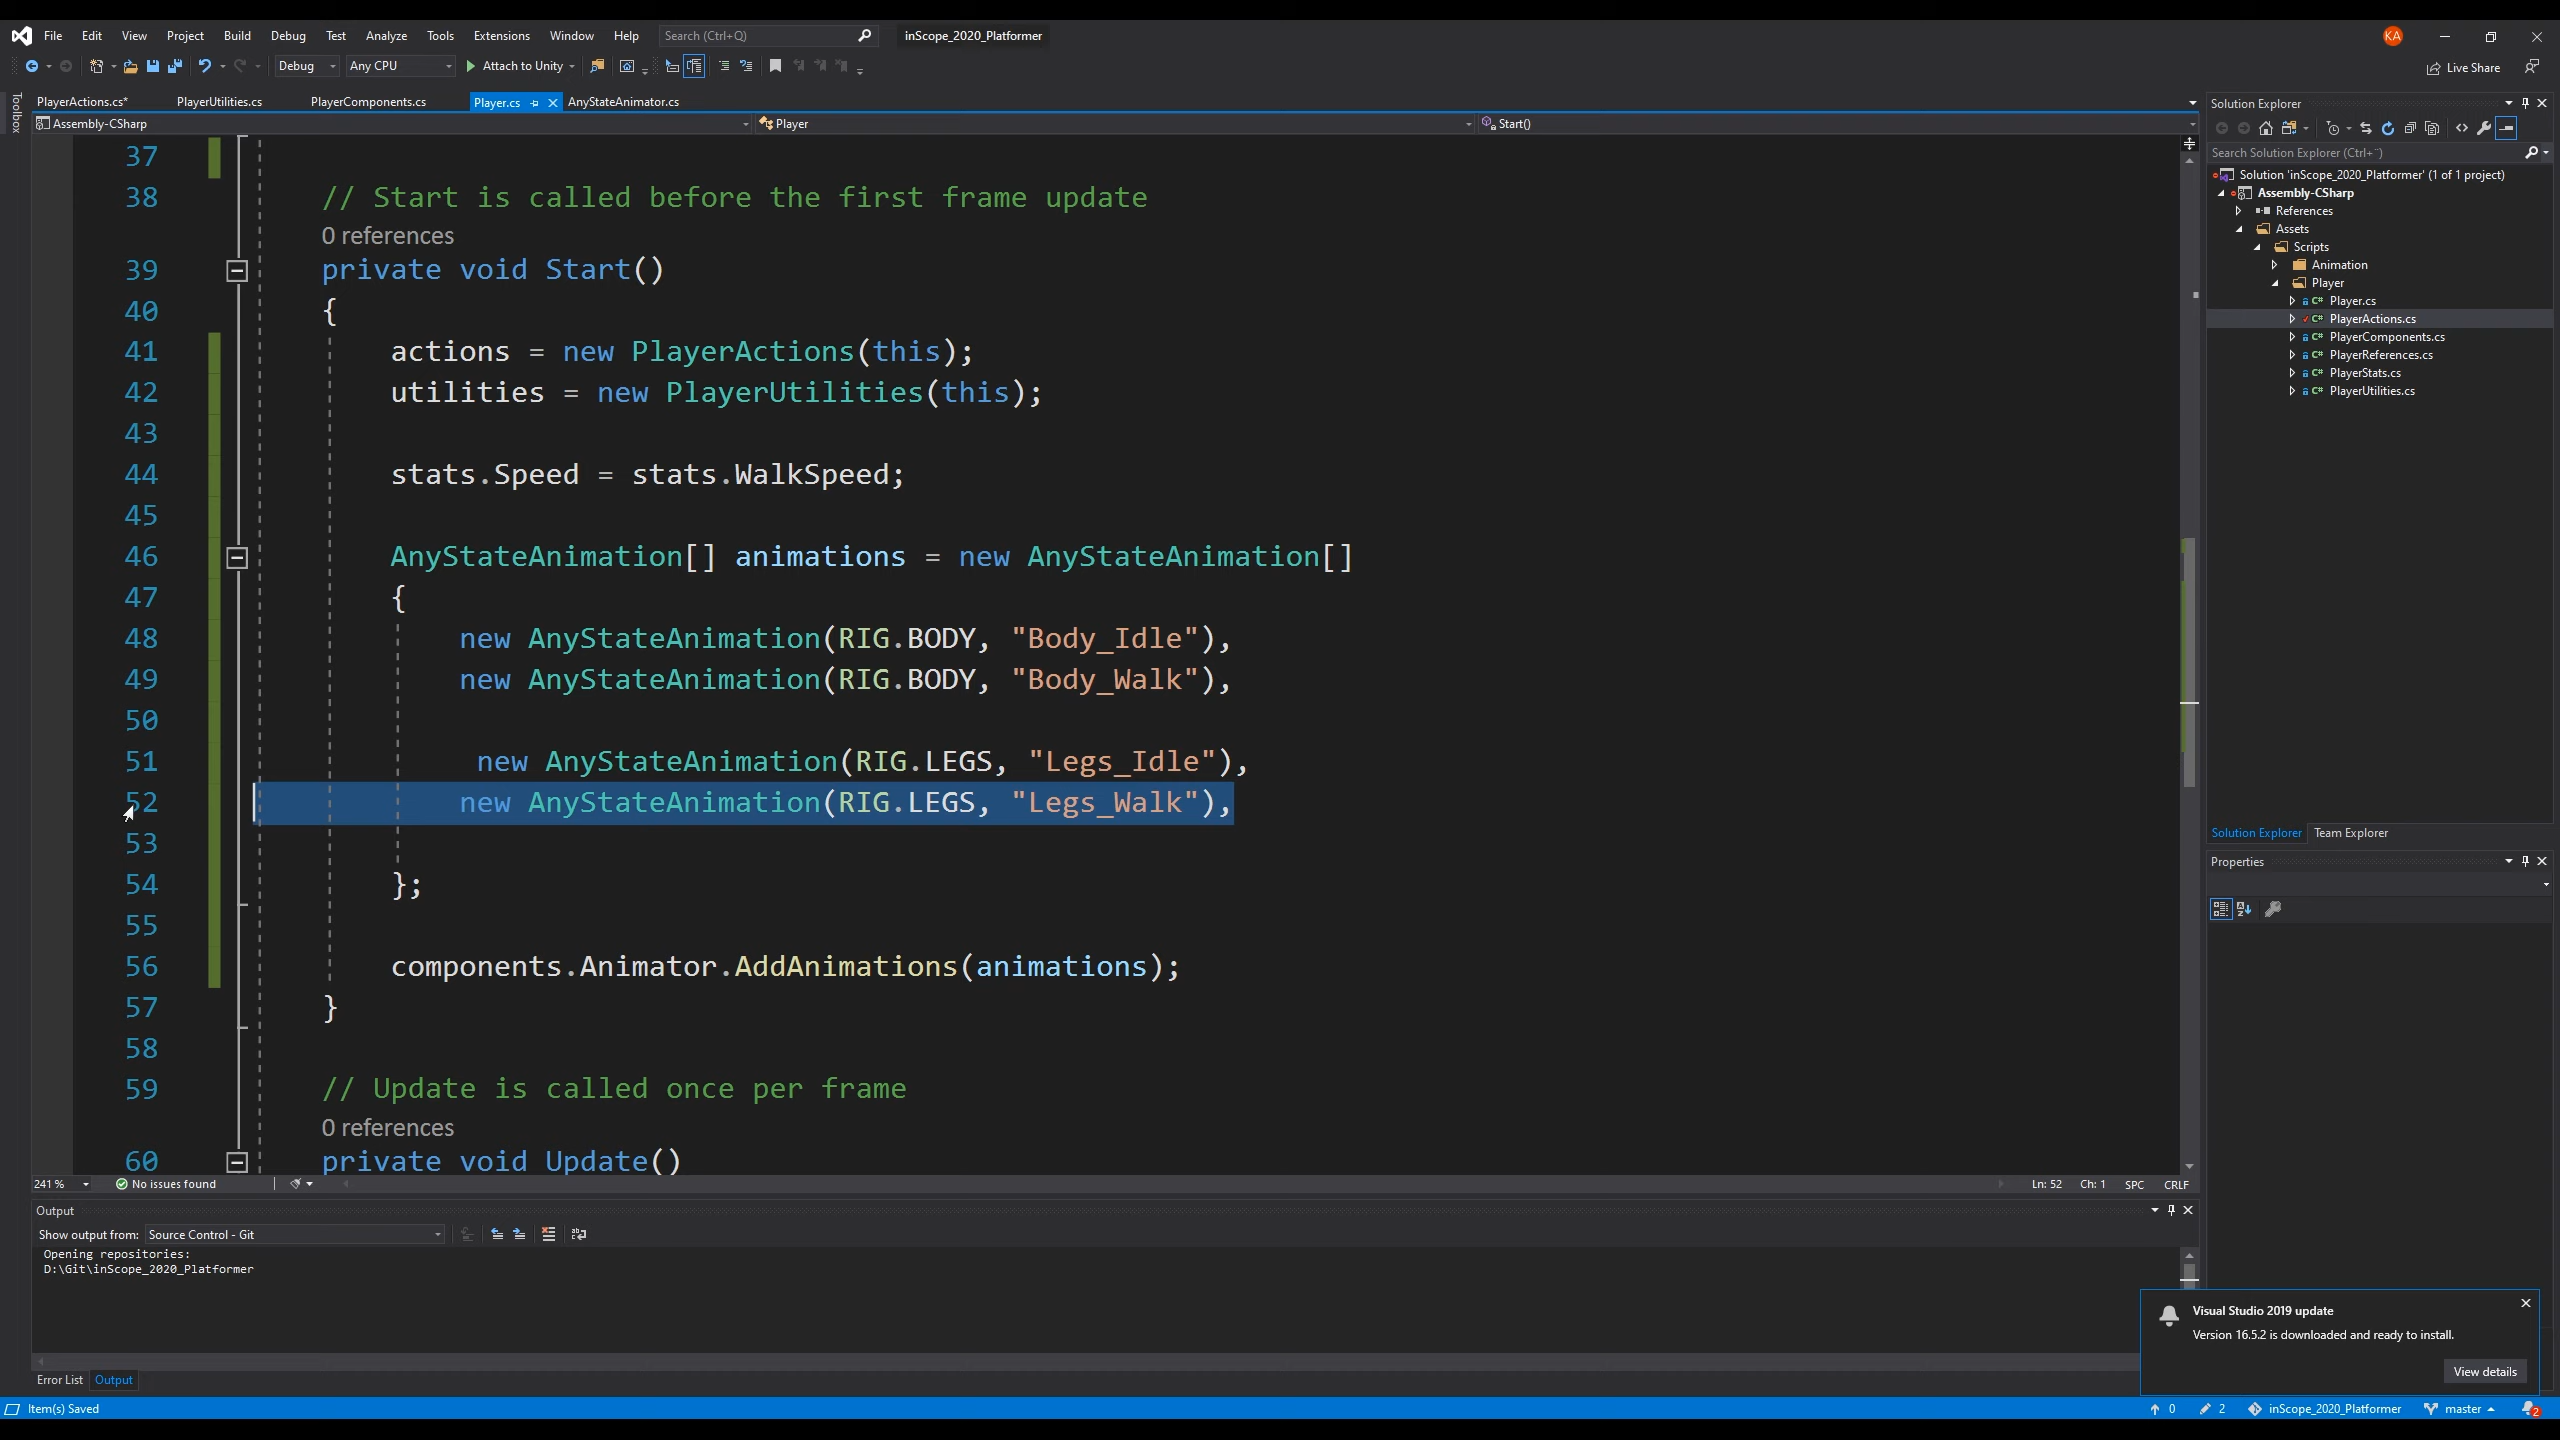 File Edit View Project Build Debug Test Analyze Tools Extensions Window Help Search (Ctrl+Q) inScope_2020_Platformer KA
Debug Any CPU Attach to Unity Live Share
Toolbox
PlayerActions.cs* PlayerUtilities.cs PlayerComponents.cs Player.cs AnyStateAnimator.cs
Assembly-CSharp Player Start()
37
38 // Start is called before the first frame update
0 references
39 private void Start()
40 {
41 actions = new PlayerActions(this);
42 utilities = new PlayerUtilities(this);
43
44 stats.Speed = stats.WalkSpeed;
45
46 AnyStateAnimation[] animations = new AnyStateAnimation[]
47 {
48 new AnyStateAnimation(RIG.BODY, "Body_Idle"),
49 new AnyStateAnimation(RIG.BODY, "Body_Walk"),
50
51 new AnyStateAnimation(RIG.LEGS, "Legs_Idle"),
52 new AnyStateAnimation(RIG.LEGS, "Legs_Walk"),
53
54 };
55
56 components.Animator.AddAnimations(animations);
57 }
58
59 // Update is called once per frame
0 references
60 private void Update()
241 % No issues found Ln: 52 Ch: 1 SPC CRLF
Output
Show output from: Source Control - Git
Opening repositories:
D:\Git\inScope_2020_Platformer
Error List Output
Solution Explorer
Search Solution Explorer (Ctrl+¨)
Solution 'inScope_2020_Platformer' (1 of 1 project)
Assembly-CSharp
References
Assets
Scripts
Animation
Player
Player.cs
PlayerActions.cs
PlayerComponents.cs
PlayerReferences.cs
PlayerStats.cs
PlayerUtilities.cs
Solution Explorer Team Explorer
Properties
Visual Studio 2019 update
Version 16.5.2 is downloaded and ready to install.
View details
Item(s) Saved 0 2 inScope_2020_Platformer master 2